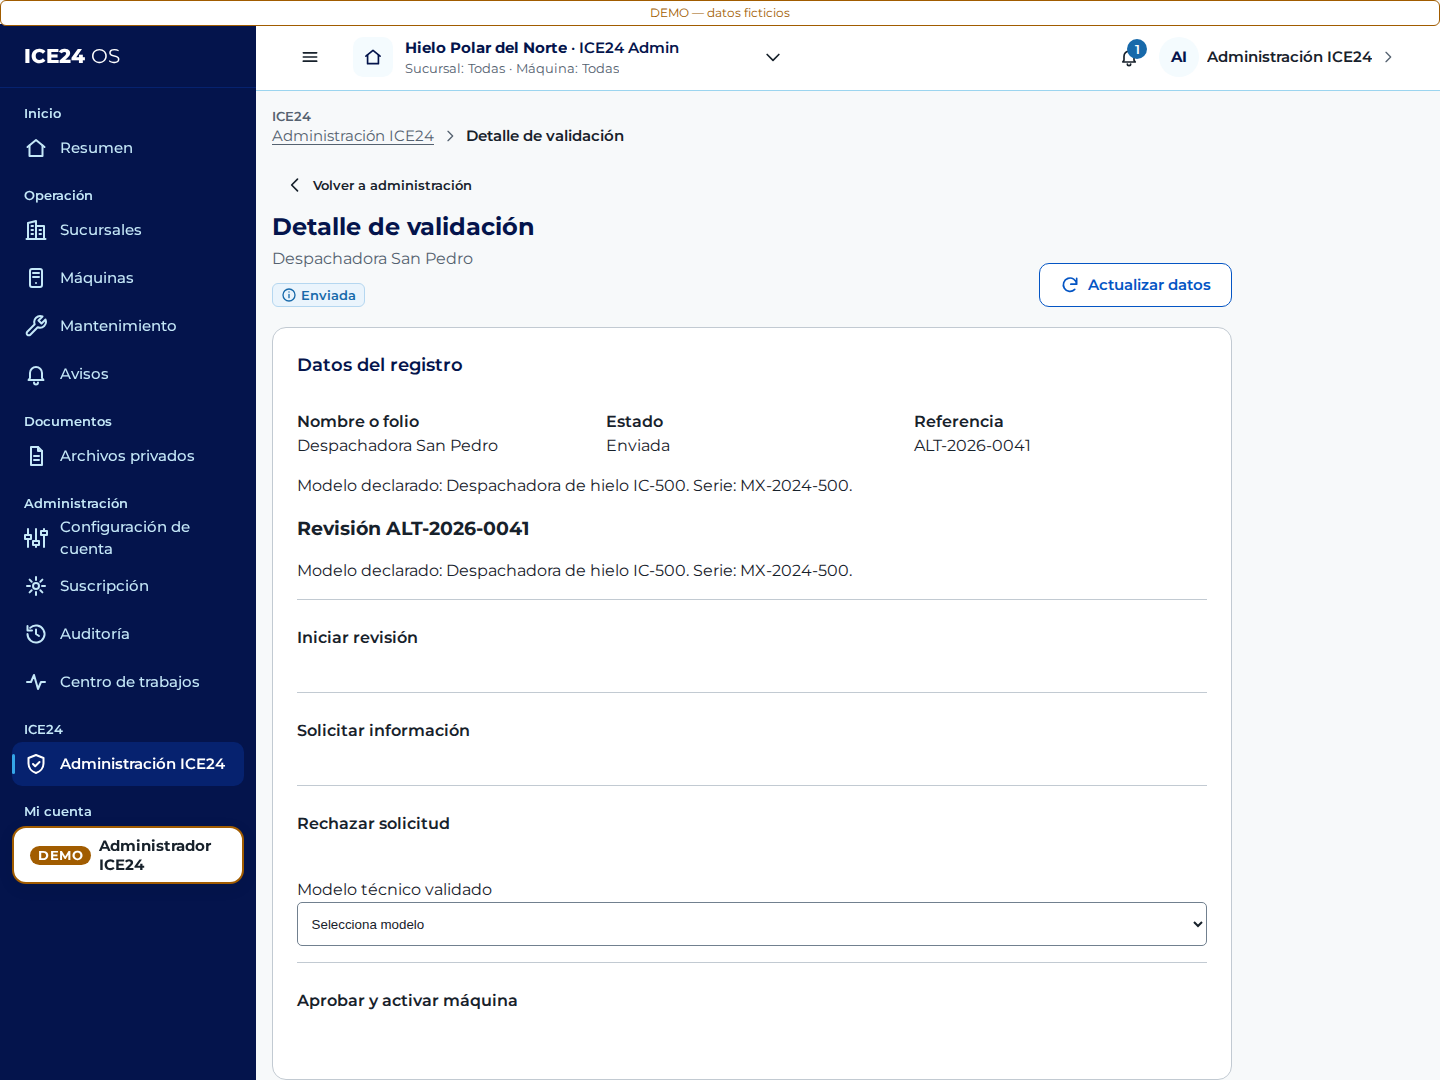 DEMO — datos ficticios
ICE24 OS
Inicio
Resumen
Operación
Sucursales
Máquinas
Mantenimiento
Avisos
Documentos
Archivos privados
Administración
Configuración de
cuenta
Suscripción
Auditoría
Centro de trabajos
ICE24
Administración ICE24
Mi cuenta
DEMO Administrador
ICE24
Hielo Polar del Norte · ICE24 Admin
Sucursal: Todas · Máquina: Todas
1
AI Administración ICE24
ICE24
Administración ICE24 > Detalle de validación
Volver a administración
Detalle de validación
Despachadora San Pedro
Enviada
Actualizar datos
Datos del registro
Nombre o folio Estado Referencia
Despachadora San Pedro Enviada ALT-2026-0041
Modelo declarado: Despachadora de hielo IC-500. Serie: MX-2024-500.
Revisión ALT-2026-0041
Modelo declarado: Despachadora de hielo IC-500. Serie: MX-2024-500.
Iniciar revisión
Solicitar información
Rechazar solicitud
Modelo técnico validado
Selecciona modelo
Aprobar y activar máquina